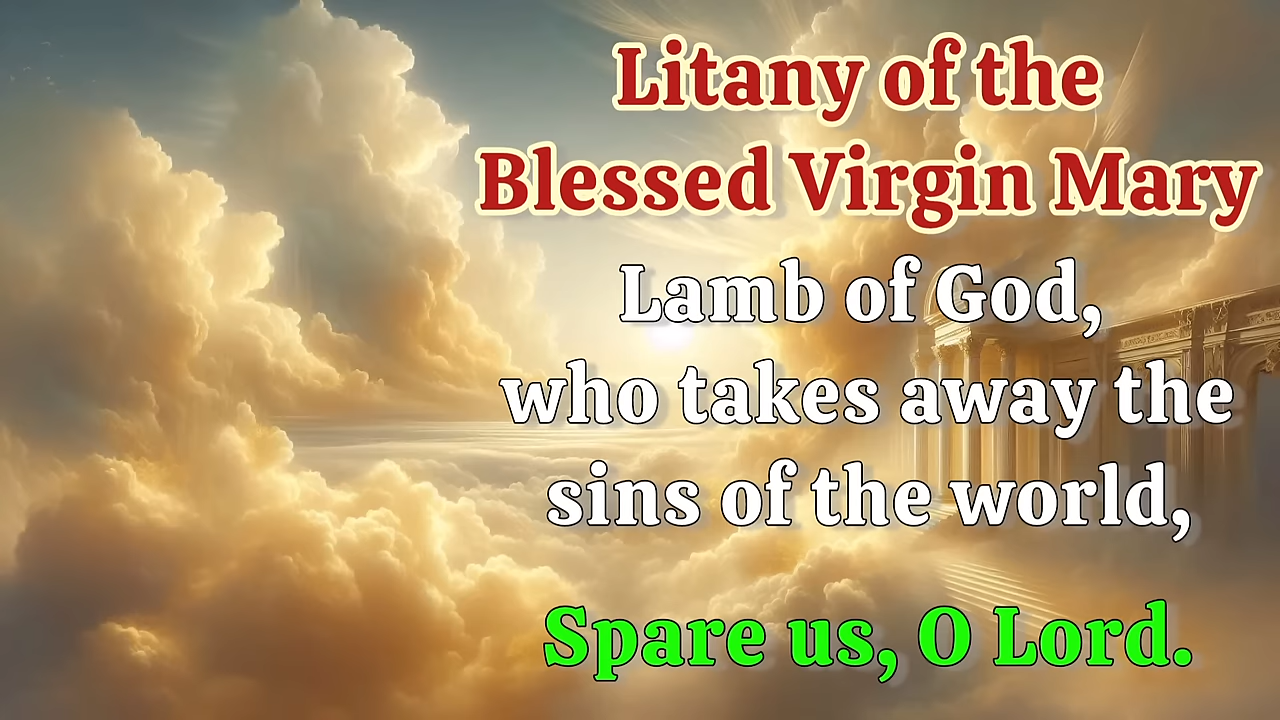 Litany of the
Blessed Virgin Mary
Lamb of God,
who takes away the
sins of the world,
Spare us, O Lord.